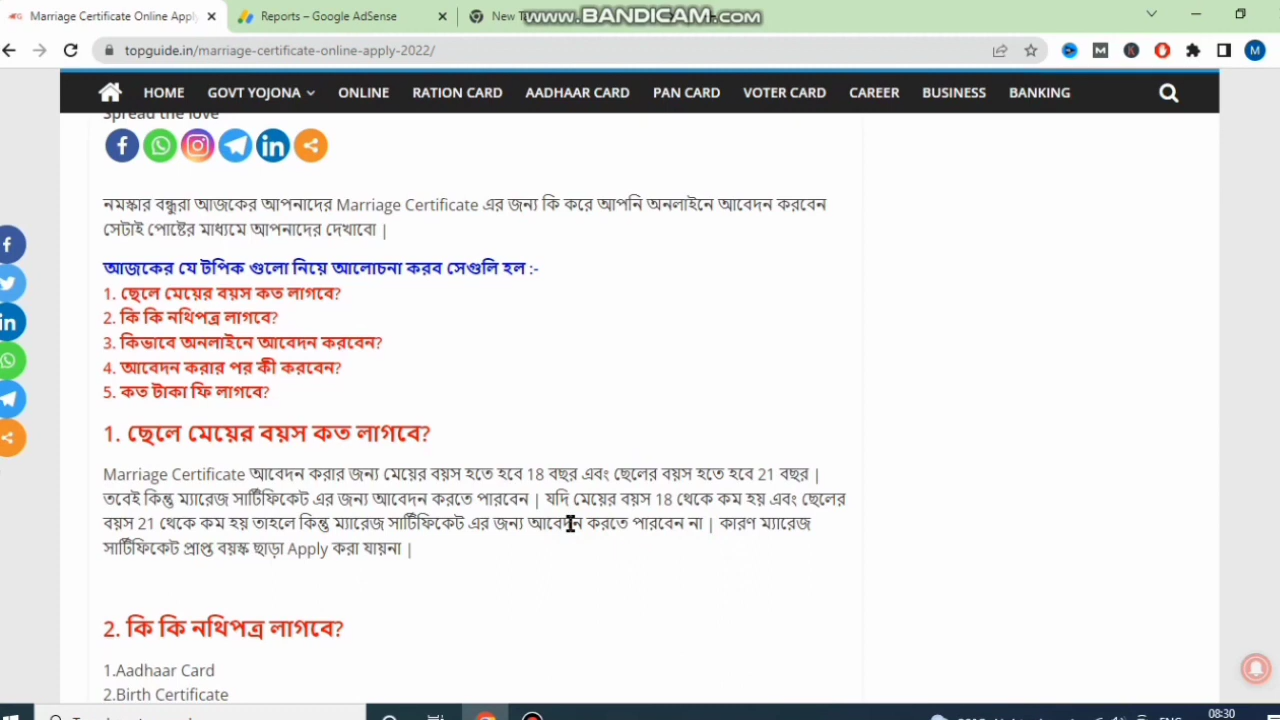 Marriage Certificate Online Apply
Reports – Google AdSense
New T
www.BANDICAM.com
topguide.in/marriage-certificate-online-apply-2022/
M
HOME GOVT YOJONA ONLINE RATION CARD AADHAAR CARD PAN CARD VOTER CARD CAREER BUSINESS BANKING
Spread the love
নমস্কার বন্ধুরা আজকের আপনাদের Marriage Certificate এর জন্য কি করে আপনি অনলাইনে আবেদন করবেন
সেটাই পোষ্টের মাধ্যমে আপনাদের দেখাবো |
আজকের যে টপিক গুলো নিয়ে আলোচনা করব সেগুলি হল :-
1. ছেলে মেয়ের বয়স কত লাগবে?
2. কি কি নথিপত্র লাগবে?
3. কিভাবে অনলাইনে আবেদন করবেন?
4. আবেদন করার পর কী করবেন?
5. কত টাকা ফি লাগবে?
1. ছেলে মেয়ের বয়স কত লাগবে?
Marriage Certificate আবেদন করার জন্য মেয়ের বয়স হতে হবে 18 বছর এবং ছেলের বয়স হতে হবে 21 বছর |
তবেই কিন্তু ম্যারেজ সার্টিফিকেট এর জন্য আবেদন করতে পারবেন | যদি মেয়ের বয়স 18 থেকে কম হয় এবং ছেলের
বয়স 21 থেকে কম হয় তাহলে কিন্তু ম্যারেজ সার্টিফিকেট এর জন্য আবেদন করতে পারবেন না | কারণ ম্যারেজ
সার্টিফিকেট প্রাপ্ত বয়স্ক ছাড়া Apply করা যায়না |
2. কি কি নথিপত্র লাগবে?
1.Aadhaar Card
2.Birth Certificate
08:30